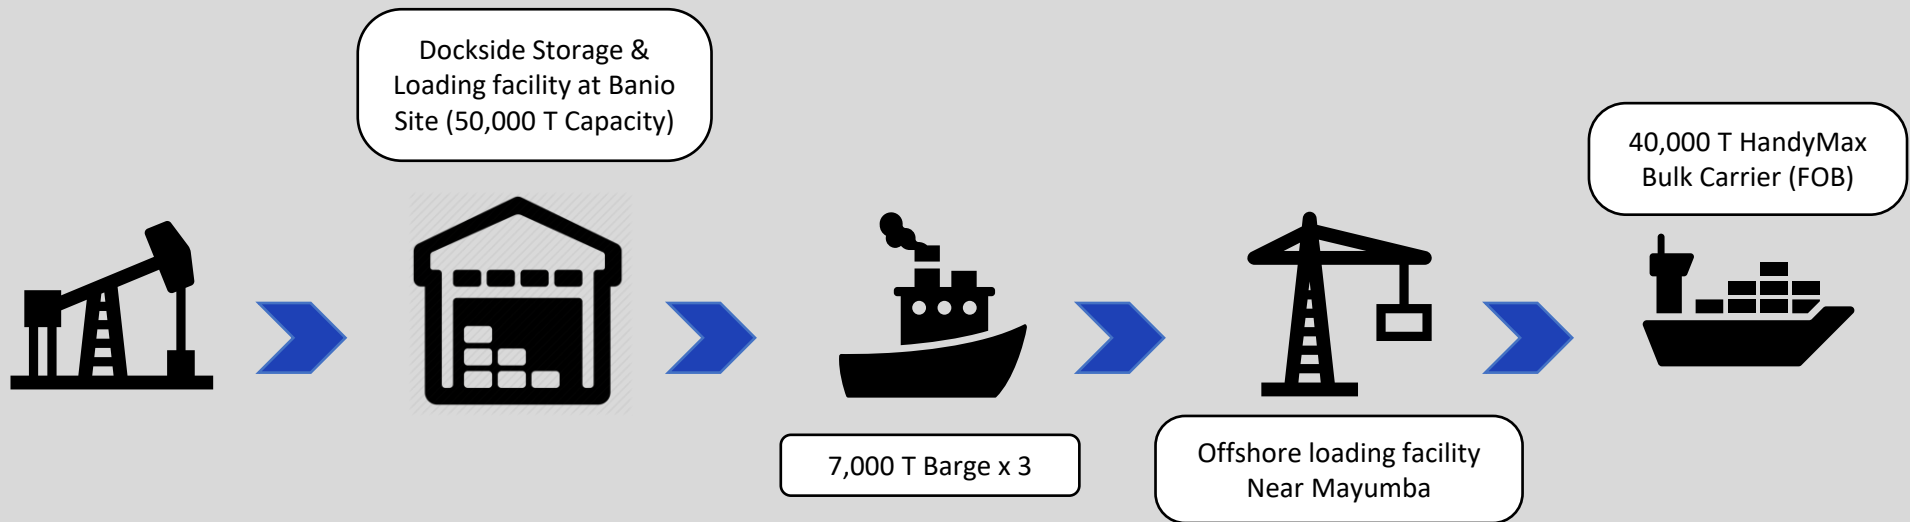 Dockside Storage &
Loading facility at Banio
Site (50,000 T Capacity)
7,000 T Barge x 3
Offshore loading facility
Near Mayumba
40,000 T HandyMax
Bulk Carrier (FOB)